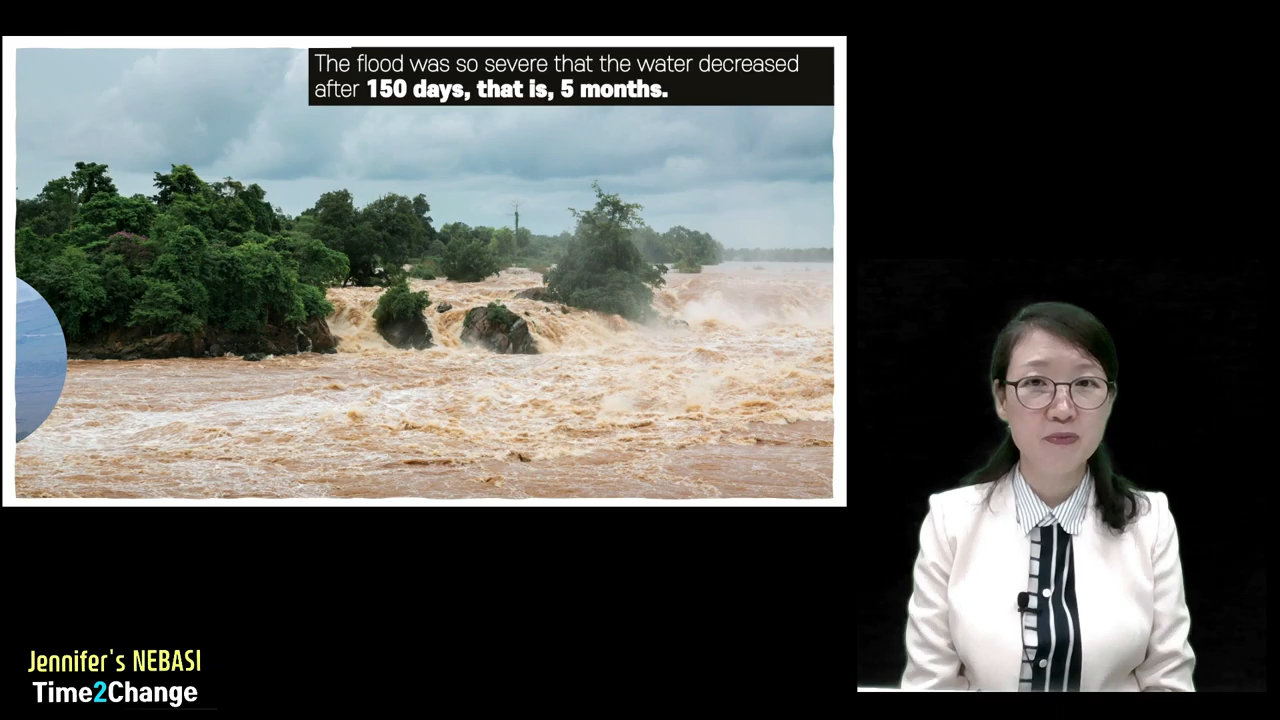 The flood was so severe that the water decreased
after 150 days, that is, 5 months.
Jennifer's NEBASI
Time2Change